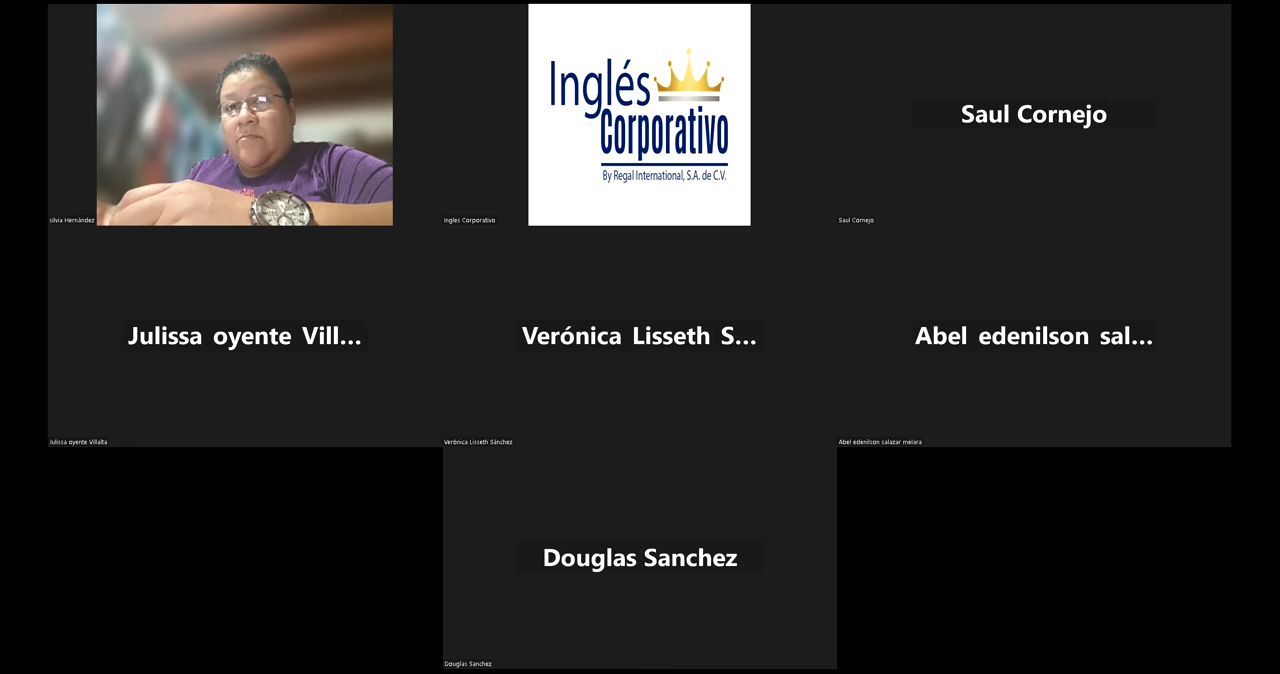 silvia Hernández
Inglés
Corporativo
By Regal International, S.A. de C.V.
Ingles Corporativo
Saul Cornejo
Saul Cornejo
Julissa oyente Vill...
Julissa oyente Villalta
Verónica Lisseth S...
Verónica Lisseth Sánchez
Abel edenilson sal...
Abel edenilson salazar melara
Douglas Sanchez
Douglas Sanchez